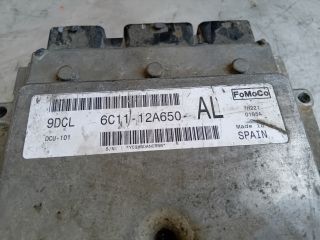 FoMoCo
9DCL 6C11-12A650- AL
DCU-101
Made in
SPAIN